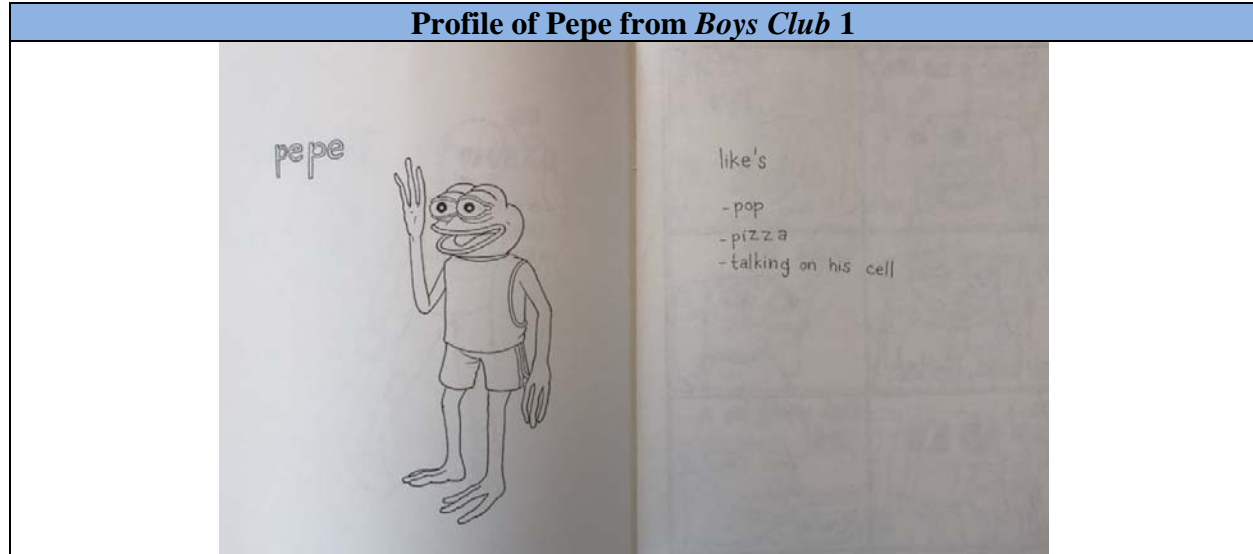 Profile of Pepe from Boys Club 1
pepe
like's
- pop
- pizza
- talking on his cell